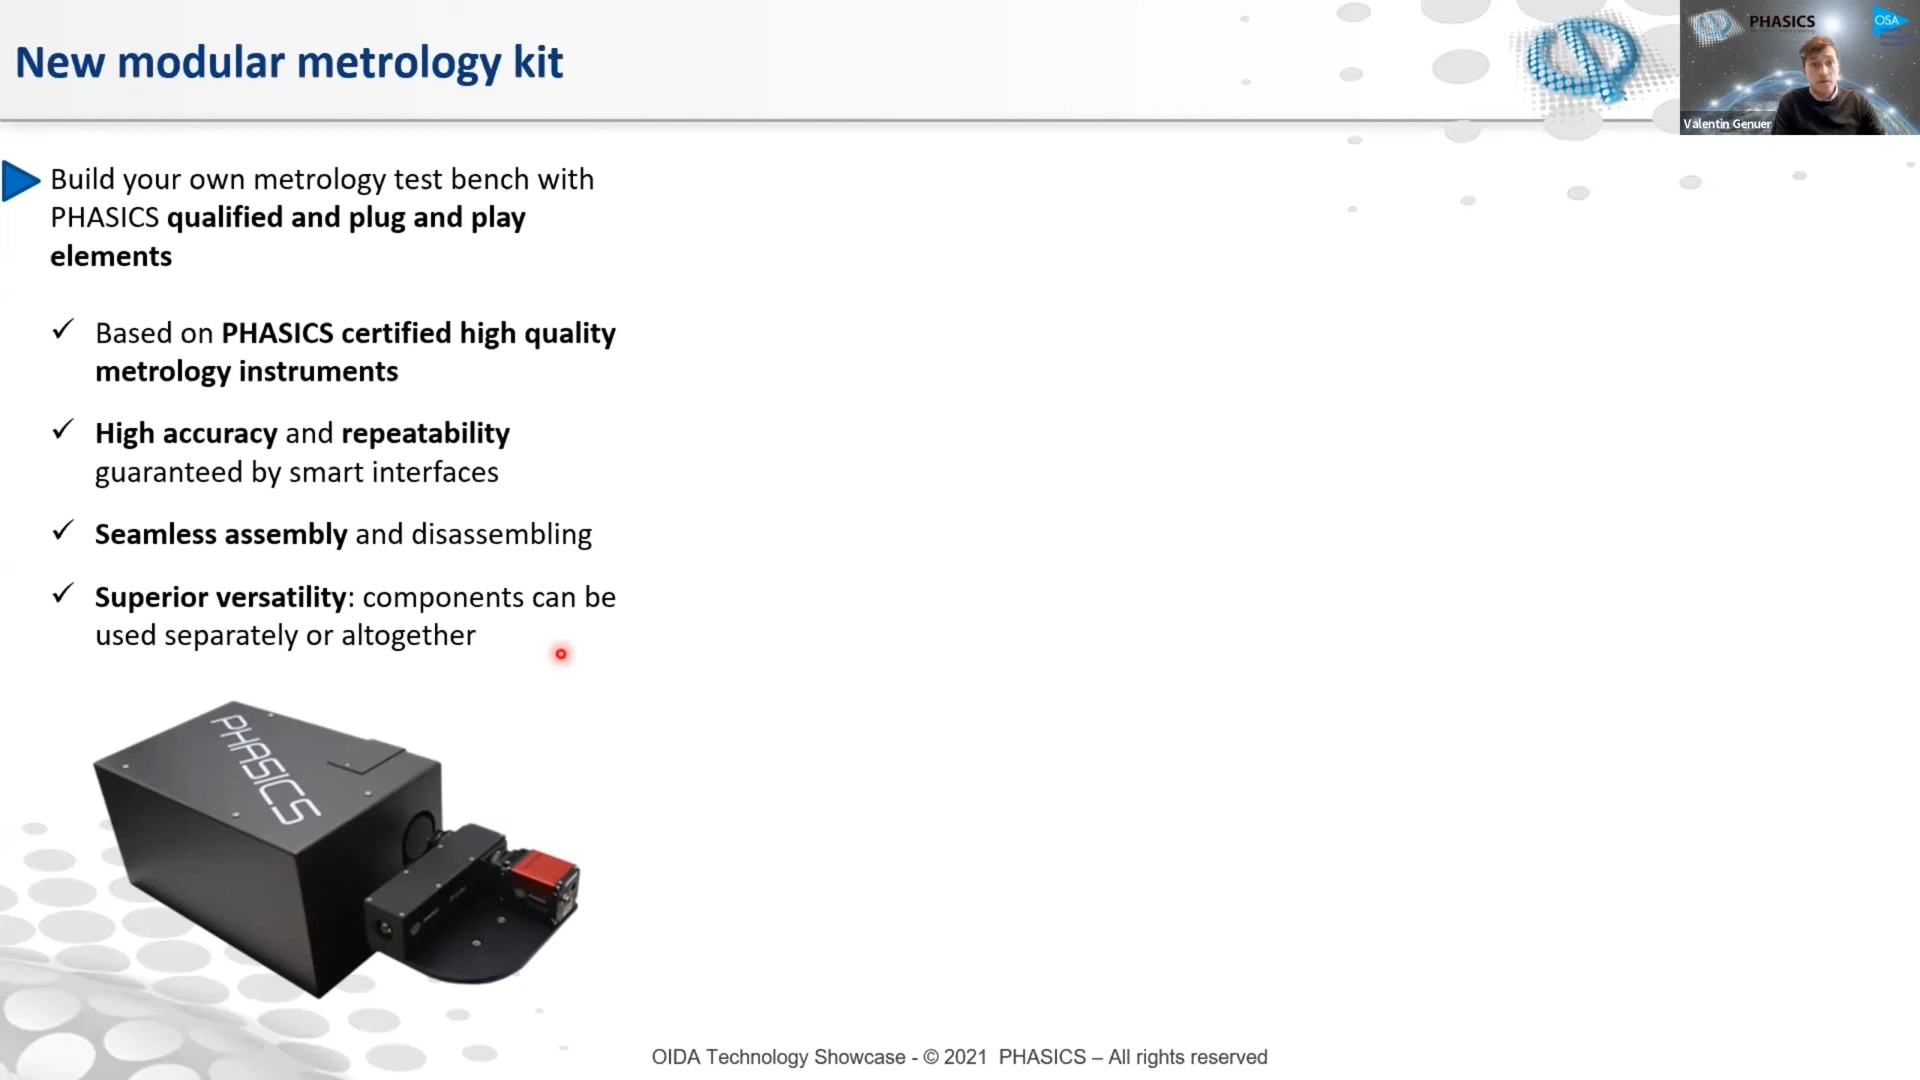 New modular metrology kit
PHASICS
OSA
Valentin Genuer
Build your own metrology test bench with
PHASICS qualified and plug and play
elements
✓ Based on PHASICS certified high quality
metrology instruments
✓ High accuracy and repeatability
guaranteed by smart interfaces
✓ Seamless assembly and disassembling
✓ Superior versatility: components can be
used separately or altogether
PHASICS
OIDA Technology Showcase - © 2021 PHASICS – All rights reserved